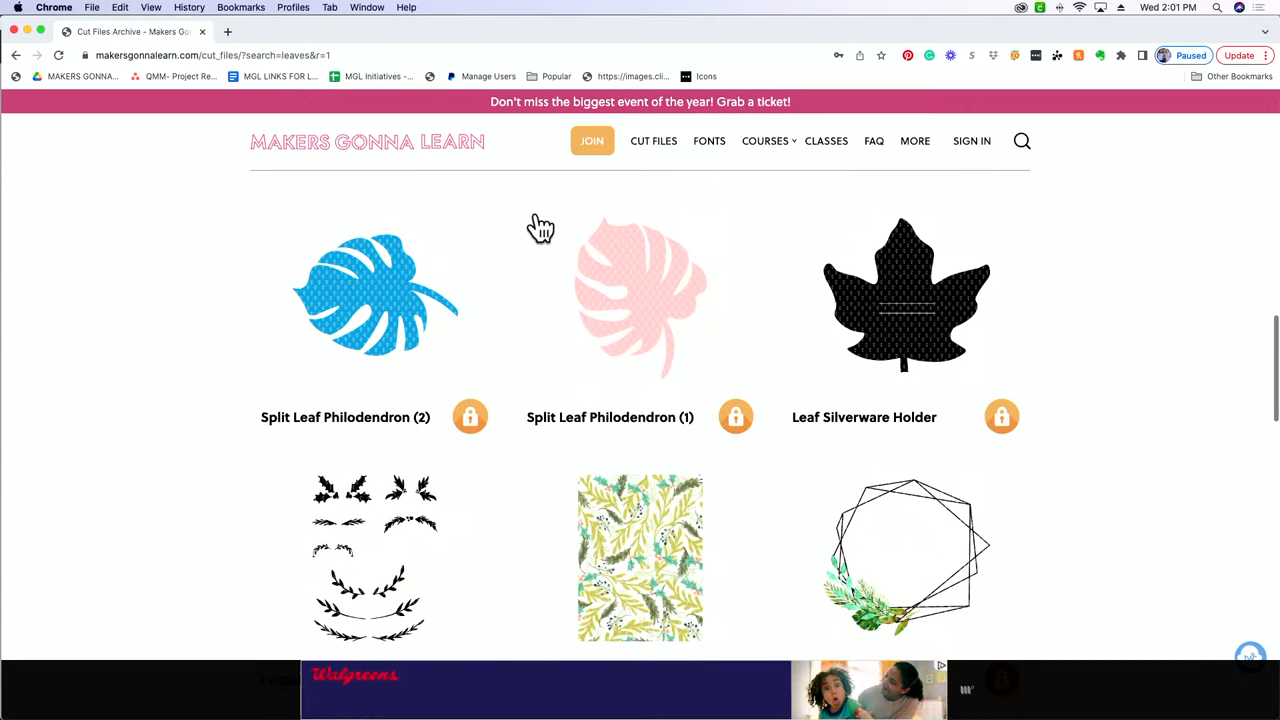 Chrome File Edit View History Bookmarks Profiles Tab Window Help Wed 2:01 PM
Cut Files Archive - Makers Gon
makersgonnalearn.com/cut_files/?search=leaves&r=1 Paused Update
MAKERS GONNA... QMM- Project Re... MGL LINKS FOR L... MGL Initiatives -... Manage Users Popular https://images.cli... Icons Other Bookmarks
Don't miss the biggest event of the year! Grab a ticket!
MAKERS GONNA LEARN JOIN CUT FILES FONTS COURSES CLASSES FAQ MORE SIGN IN
Split Leaf Philodendron (2) Split Leaf Philodendron (1) Leaf Silverware Holder
Walgreens